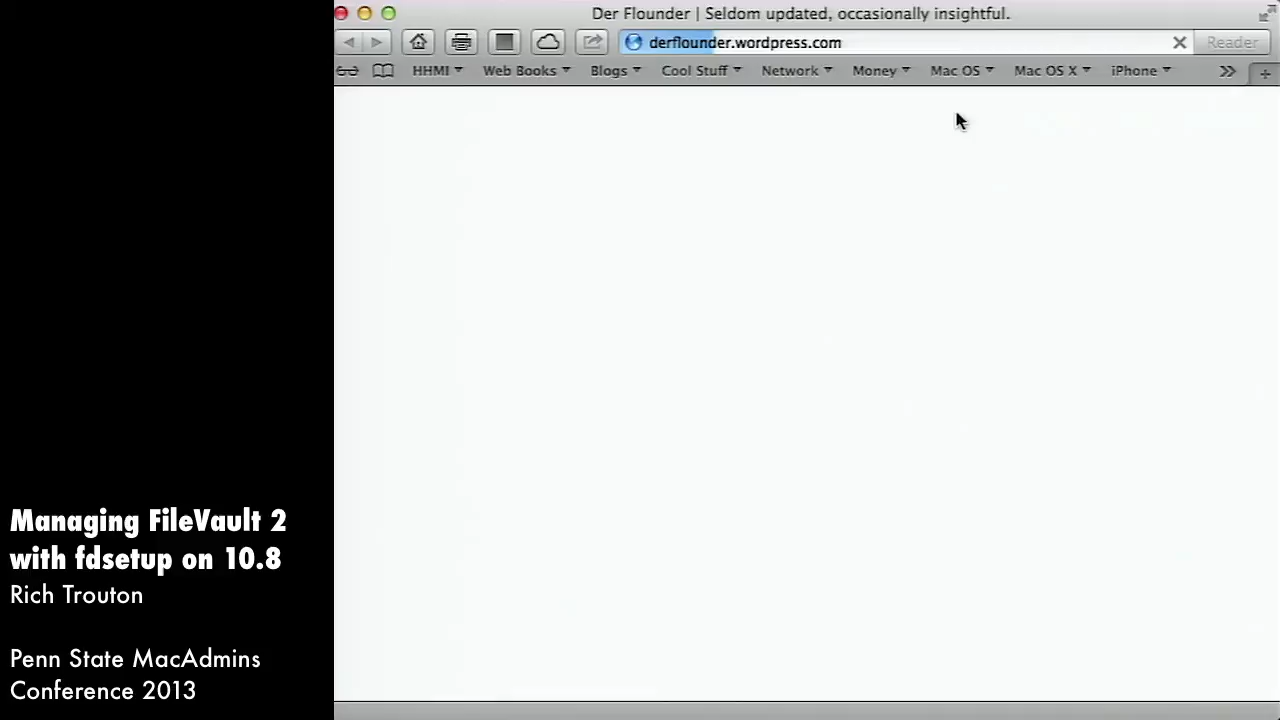 Der Flounder | Seldom updated, occasionally insightful.
derflounder.wordpress.com
Reader
HHMI
Web Books
Blogs
Cool Stuff
Network
Money
Mac OS
Mac OS X
iPhone
Managing FileVault 2
with fdsetup on 10.8
Rich Trouton
Penn State MacAdmins
Conference 2013